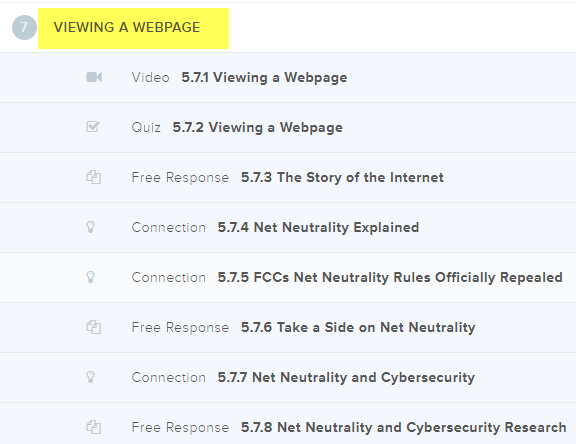 7 VIEWING A WEBPAGE
Video 5.7.1 Viewing a Webpage
Quiz 5.7.2 Viewing a Webpage
Free Response 5.7.3 The Story of the Internet
Connection 5.7.4 Net Neutrality Explained
Connection 5.7.5 FCCs Net Neutrality Rules Officially Repealed
Free Response 5.7.6 Take a Side on Net Neutrality
Connection 5.7.7 Net Neutrality and Cybersecurity
Free Response 5.7.8 Net Neutrality and Cybersecurity Research